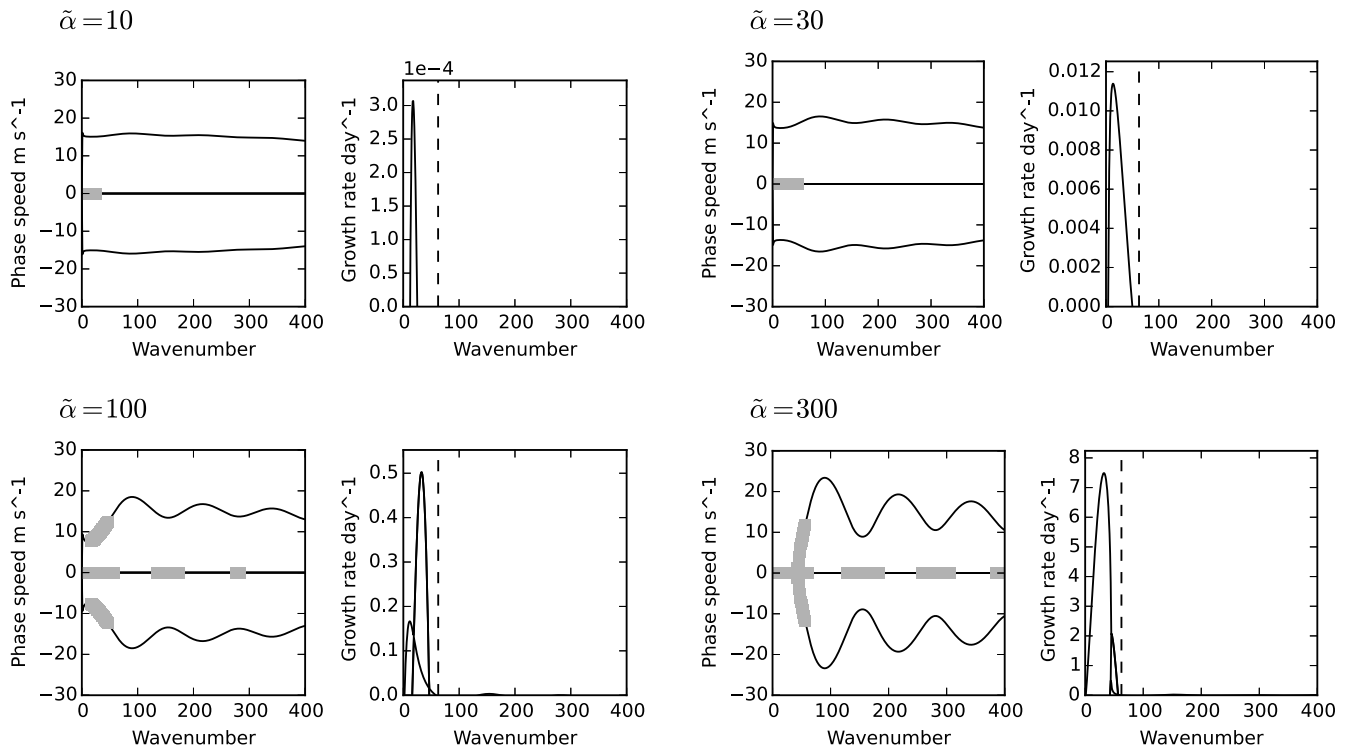 α̃ =10
30
20
10
0
−10
−20
−30
0 100 200 300 400
Phase speed m s^-1
Wavenumber
1e−4
3.0
2.5
2.0
1.5
1.0
0.5
0.0
0 100 200 300 400
Growth rate day^-1
Wavenumber
α̃ =30
30
20
10
0
−10
−20
−30
0 100 200 300 400
Phase speed m s^-1
Wavenumber
0.012
0.010
0.008
0.006
0.004
0.002
0.000
0 100 200 300 400
Growth rate day^-1
Wavenumber
α̃ =100
30
20
10
0
−10
−20
−30
0 100 200 300 400
Phase speed m s^-1
Wavenumber
0.5
0.4
0.3
0.2
0.1
0.0
0 100 200 300 400
Growth rate day^-1
Wavenumber
α̃ =300
30
20
10
0
−10
−20
−30
0 100 200 300 400
Phase speed m s^-1
Wavenumber
8
7
6
5
4
3
2
1
0
0 100 200 300 400
Growth rate day^-1
Wavenumber